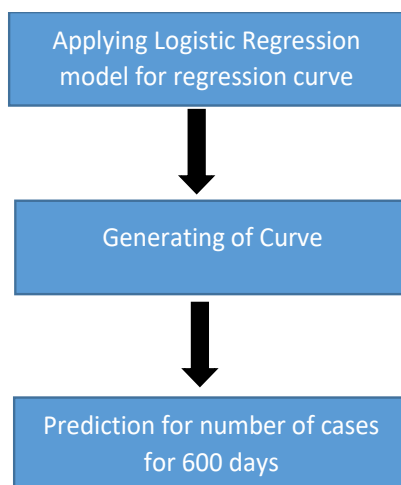 Applying Logistic Regression
model for regression curve
Generating of Curve
Prediction for number of cases
for 600 days